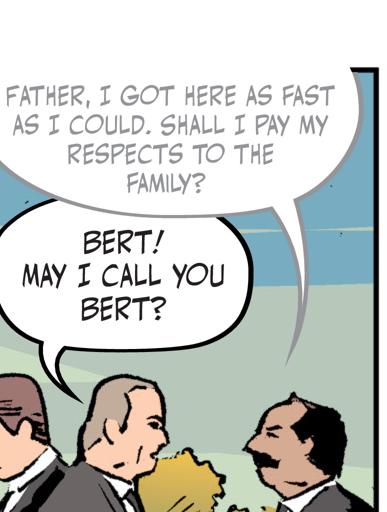 FATHER, I GOT HERE AS FAST
AS I COULD. SHALL I PAY MY
RESPECTS TO THE
FAMILY?
BERT!
MAY I CALL YOU
BERT?